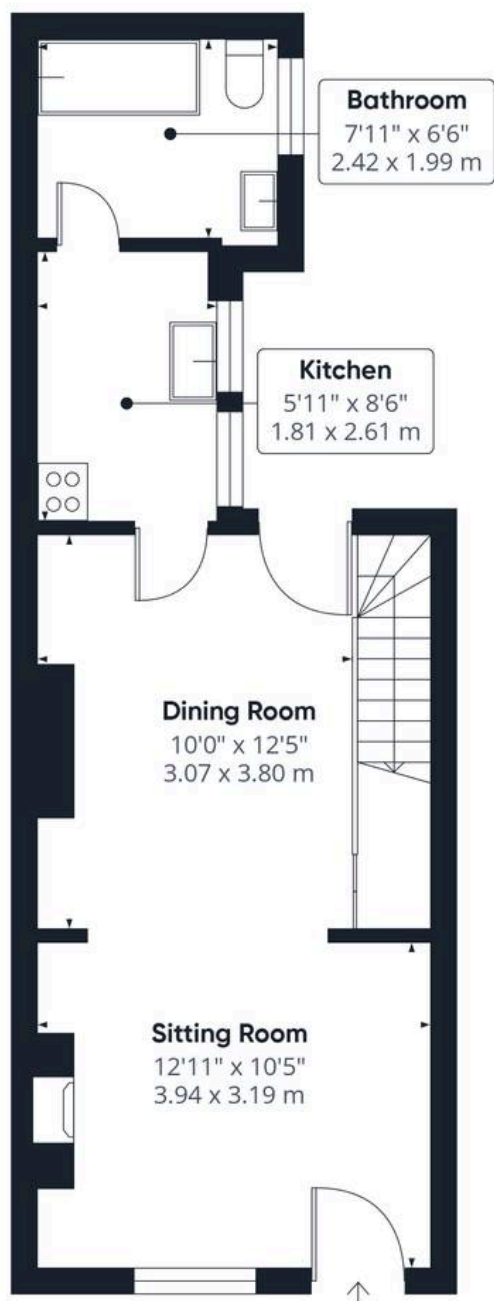 Bathroom
7'11" x 6'6"
2.42 x 1.99 m
Kitchen
5'11" x 8'6"
1.81 x 2.61 m
Dining Room
10'0" x 12'5"
3.07 x 3.80 m
Sitting Room
12'11" x 10'5"
3.94 x 3.19 m